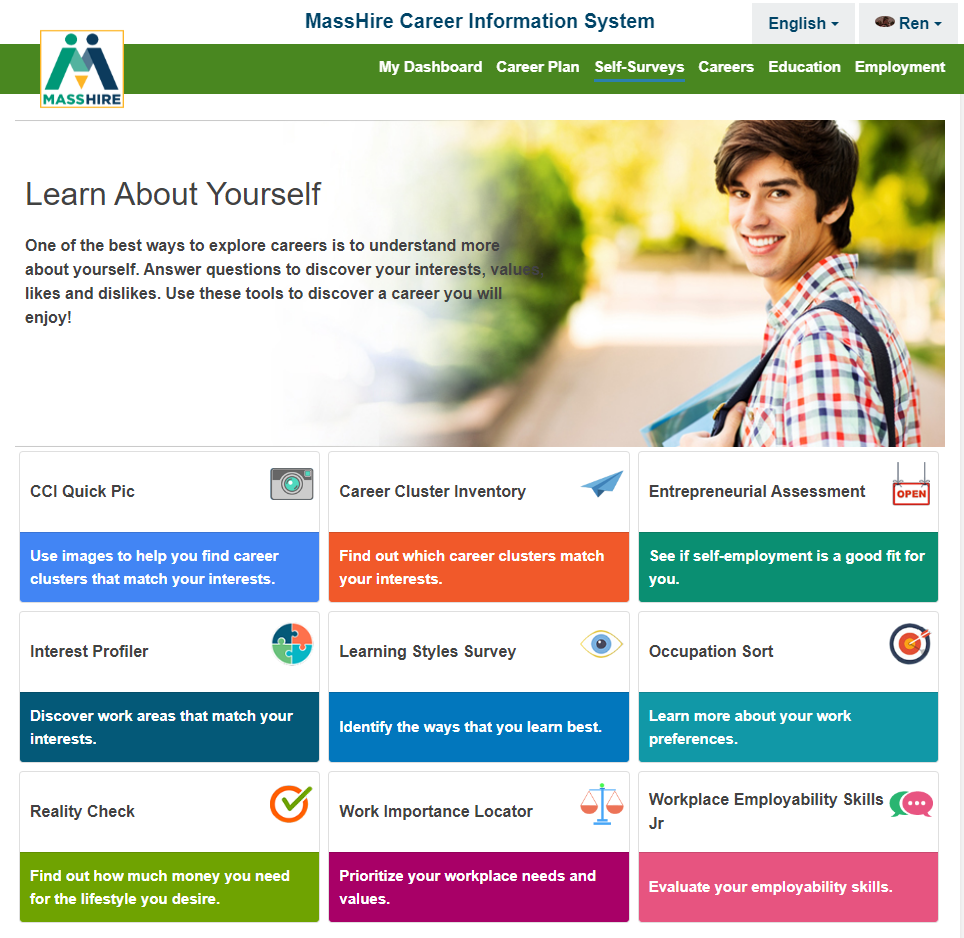 MassHire Career Information System
English
Ren
MASSHIRE
My Dashboard Career Plan Self-Surveys Careers Education Employment
Learn About Yourself
One of the best ways to explore careers is to understand more
about yourself. Answer questions to discover your interests, values,
likes and dislikes. Use these tools to discover a career you will
enjoy!
CCI Quick Pic
Use images to help you find career
clusters that match your interests.
Career Cluster Inventory
Find out which career clusters match
your interests.
Entrepreneurial Assessment
OPEN
See if self-employment is a good fit for
you.
Interest Profiler
Discover work areas that match your
interests.
Learning Styles Survey
Identify the ways that you learn best.
Occupation Sort
Learn more about your work
preferences.
Reality Check
Find out how much money you need
for the lifestyle you desire.
Work Importance Locator
Prioritize your workplace needs and
values.
Workplace Employability Skills
Jr
Evaluate your employability skills.